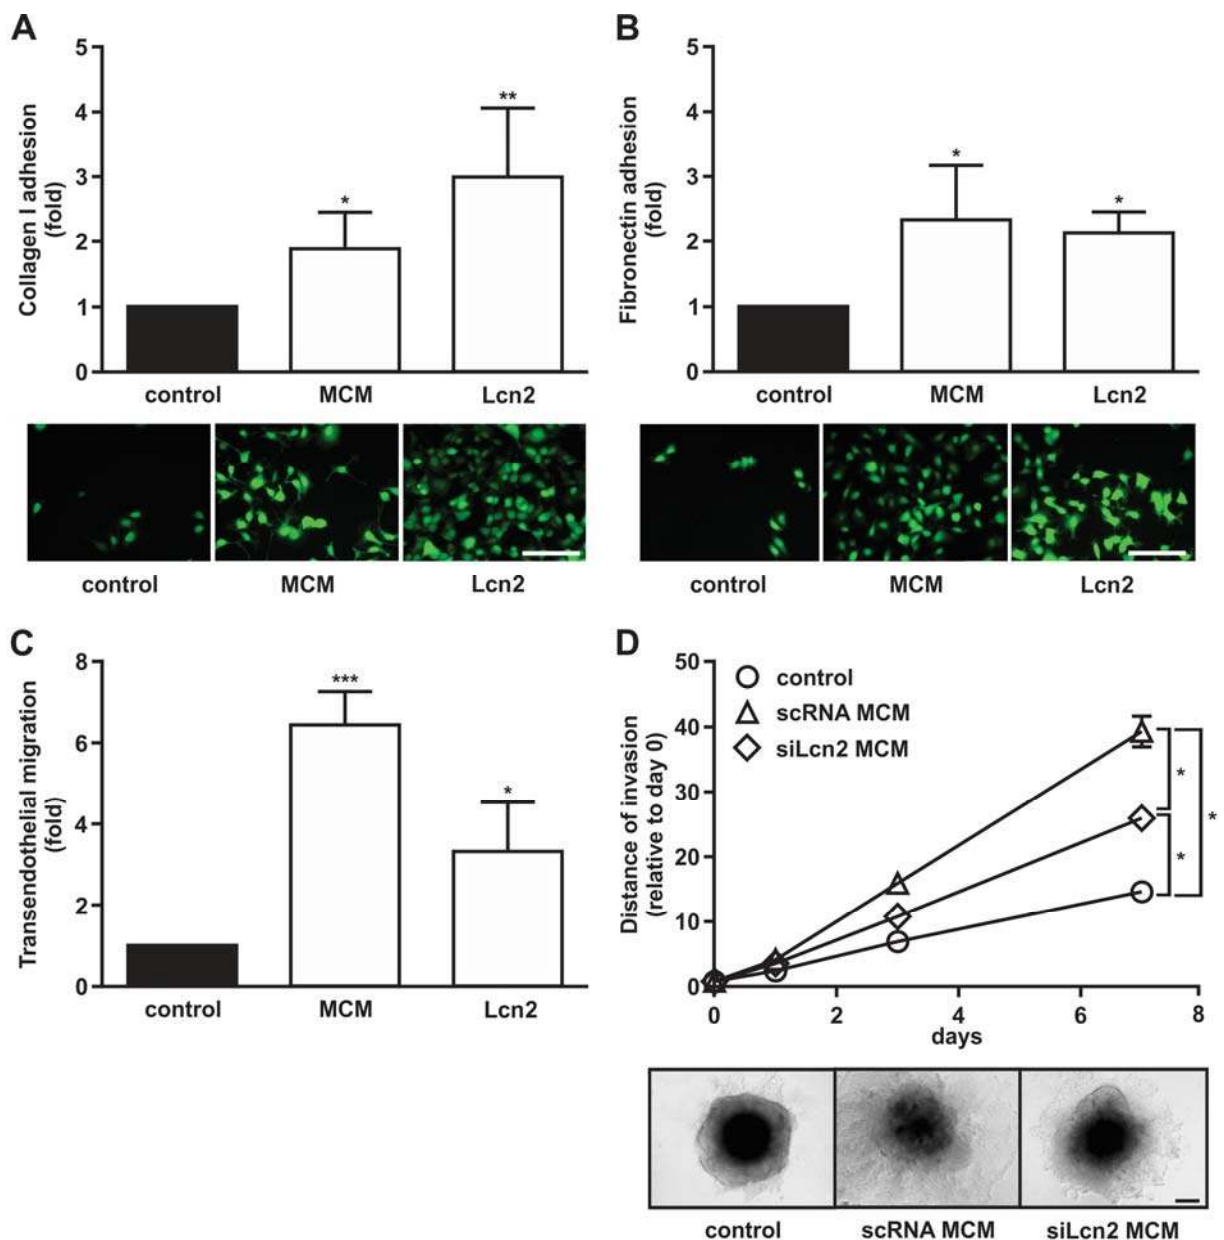 A
Collagen I adhesion
(fold)
5
4
3
2
1
0
*
**
control
MCM
Lcn2
control
MCM
Lcn2
B
Fibronectin adhesion
(fold)
5
4
3
2
1
0
*
*
control
MCM
Lcn2
control
MCM
Lcn2
C
Transendothelial migration
(fold)
8
6
4
2
0
***
*
control
MCM
Lcn2
D
Distance of invasion
(relative to day 0)
50
40
30
20
10
0
control
scRNA MCM
siLcn2 MCM
*
*
*
0
2
4
6
8
days
control
scRNA MCM
siLcn2 MCM